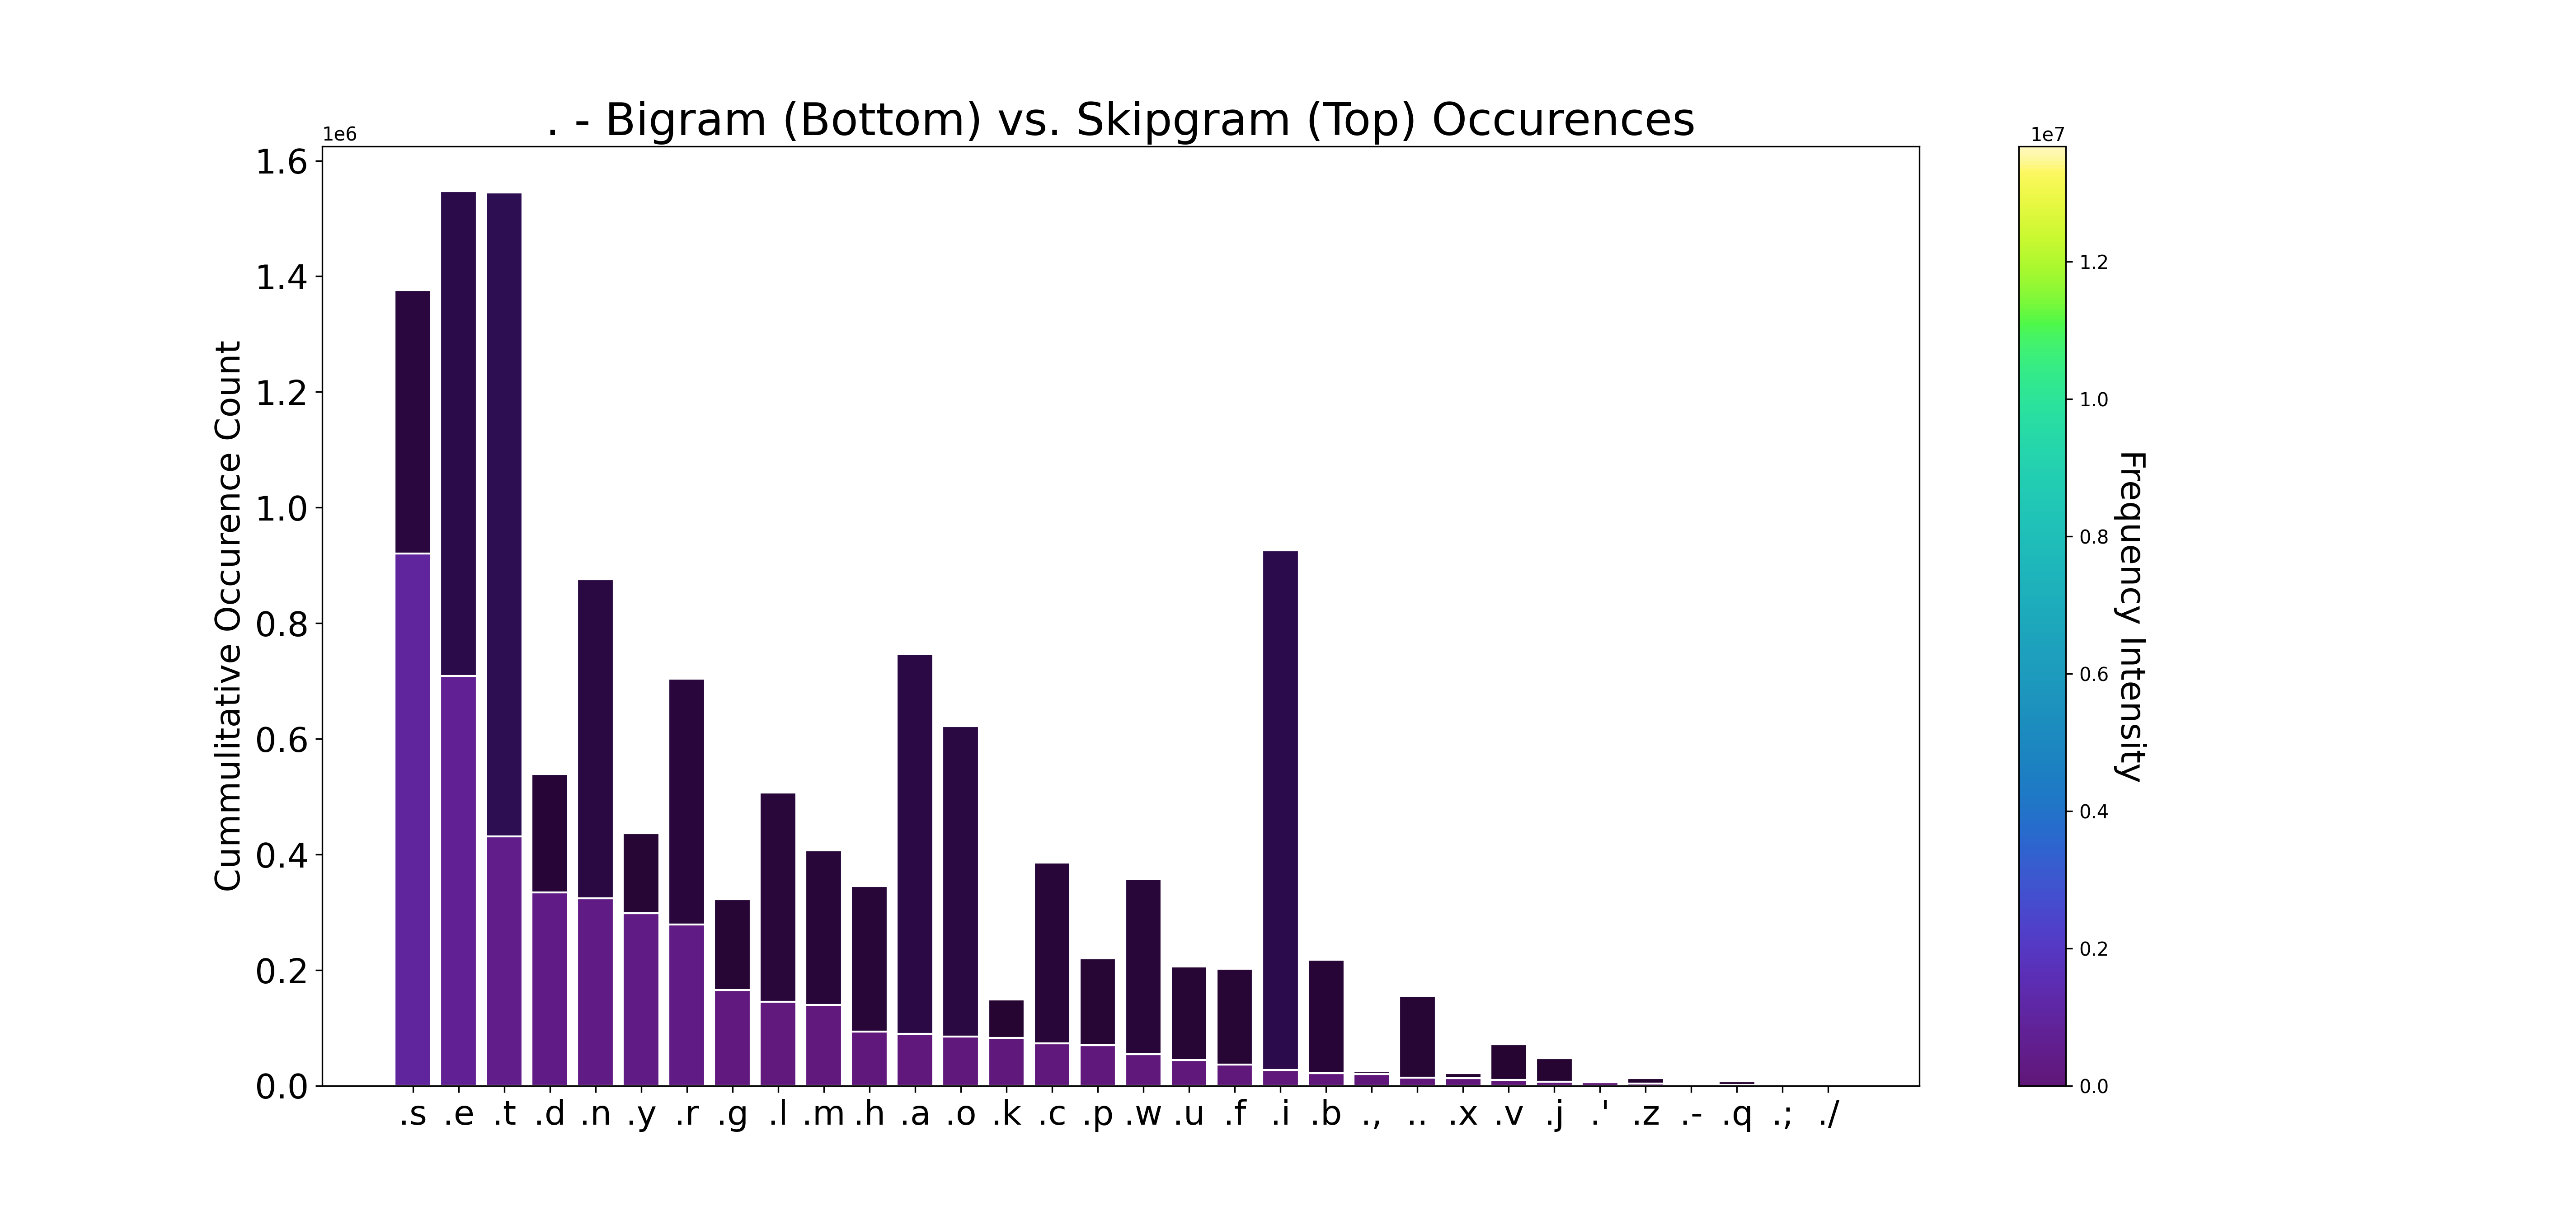 . - Bigram (Bottom) vs. Skipgram (Top) Occurences
1e6
1.6
1.4
1.2
1.0
0.8
0.6
0.4
0.2
0.0
Cummulitative Occurence Count
.s .e .t .d .n .y .r .g .l .m .h .a .o .k .c .p .w .u .f .i .b ., .. .x .v .j .' .z .- .q .; ./
1e7
1.2
1.0
0.8
0.6
0.4
0.2
0.0
Frequency Intensity